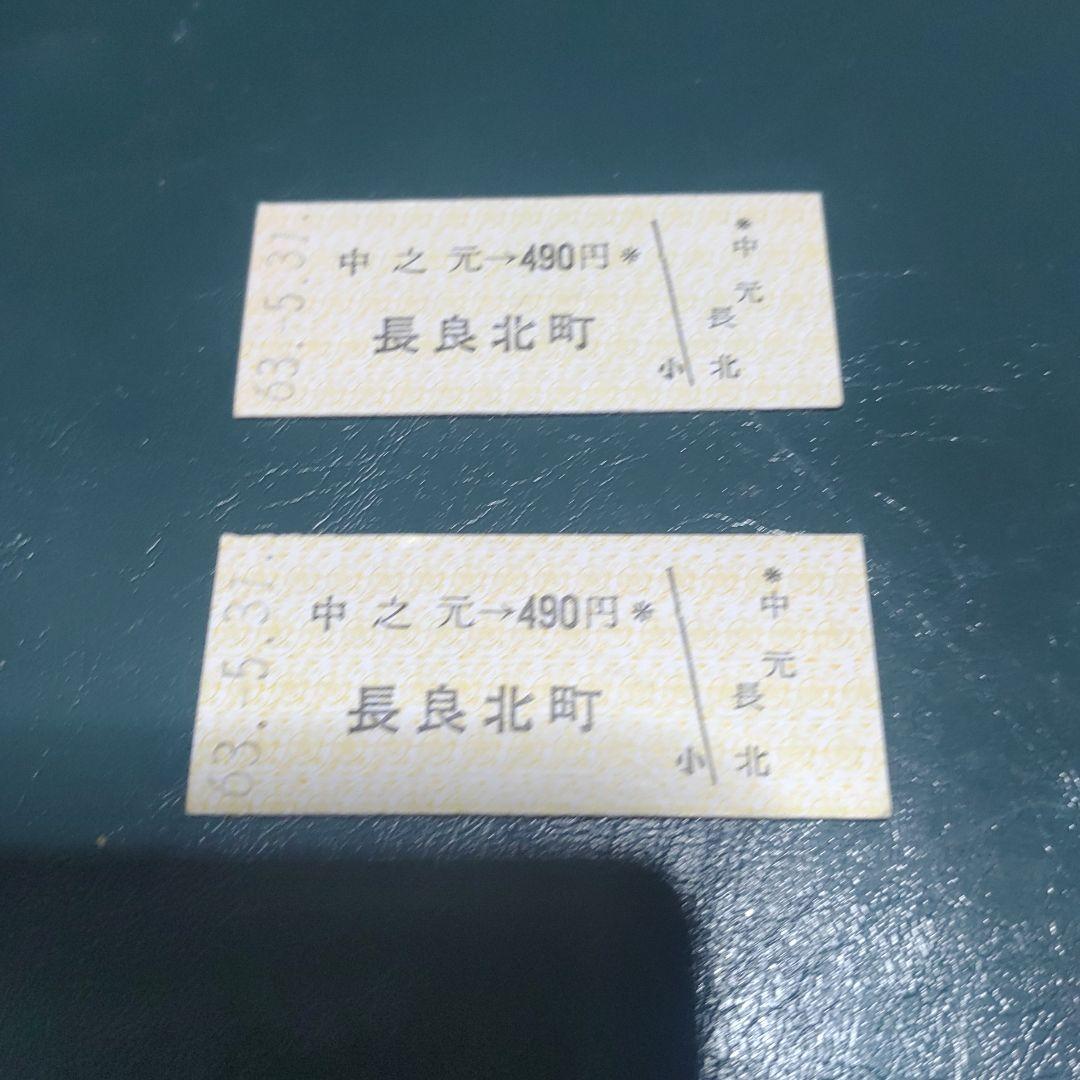 63.-5.31.
中之元→490円*
長良北町
小
*中元
長北
63.-5.31.
中之元→490円*
長良北町
小
*中元
長北